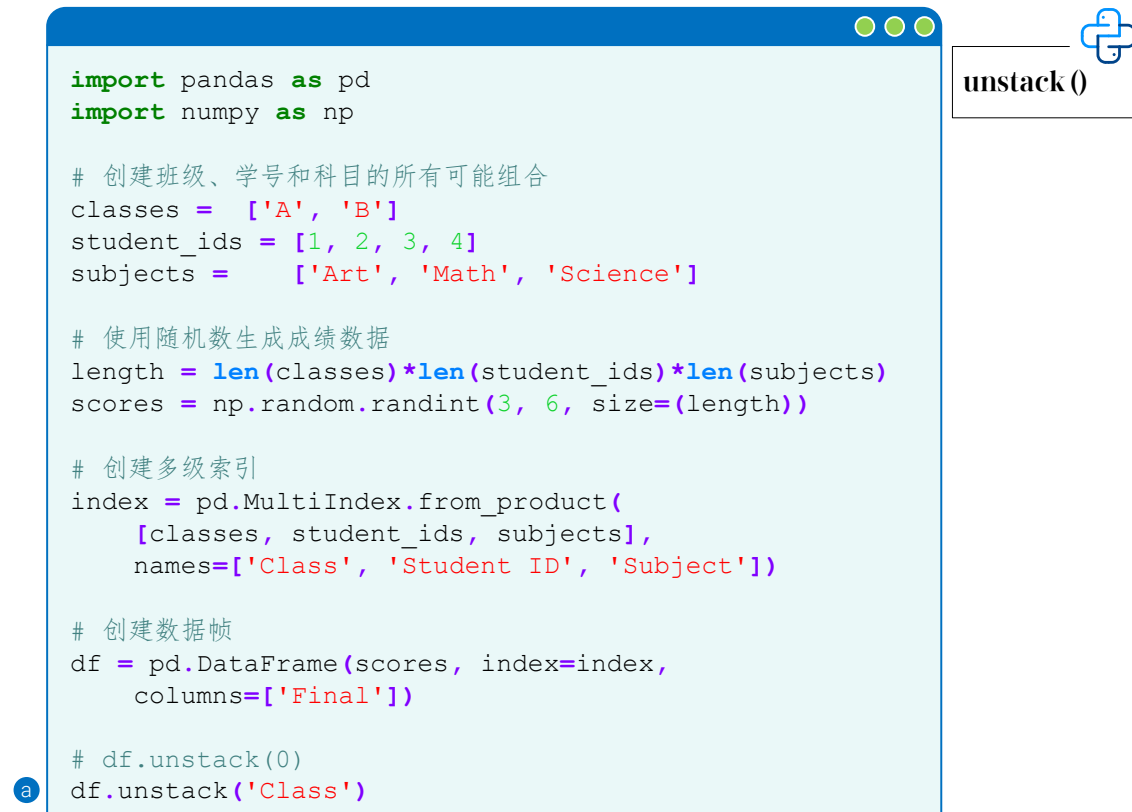 import pandas as pd
import numpy as np
# 创建班级、学号和科目的所有可能组合
classes =  ['A', 'B']
student_ids = [1, 2, 3, 4]
subjects =    ['Art', 'Math', 'Science']
# 使用随机数生成成绩数据
length = len(classes)*len(student_ids)*len(subjects)
scores = np.random.randint(3, 6, size=(length))
# 创建多级索引
index = pd.MultiIndex.from_product(
    [classes, student_ids, subjects],
    names=['Class', 'Student ID', 'Subject'])
# 创建数据帧
df = pd.DataFrame(scores, index=index,
    columns=['Final'])
# df.unstack(0)
a df.unstack('Class')
unstack ()